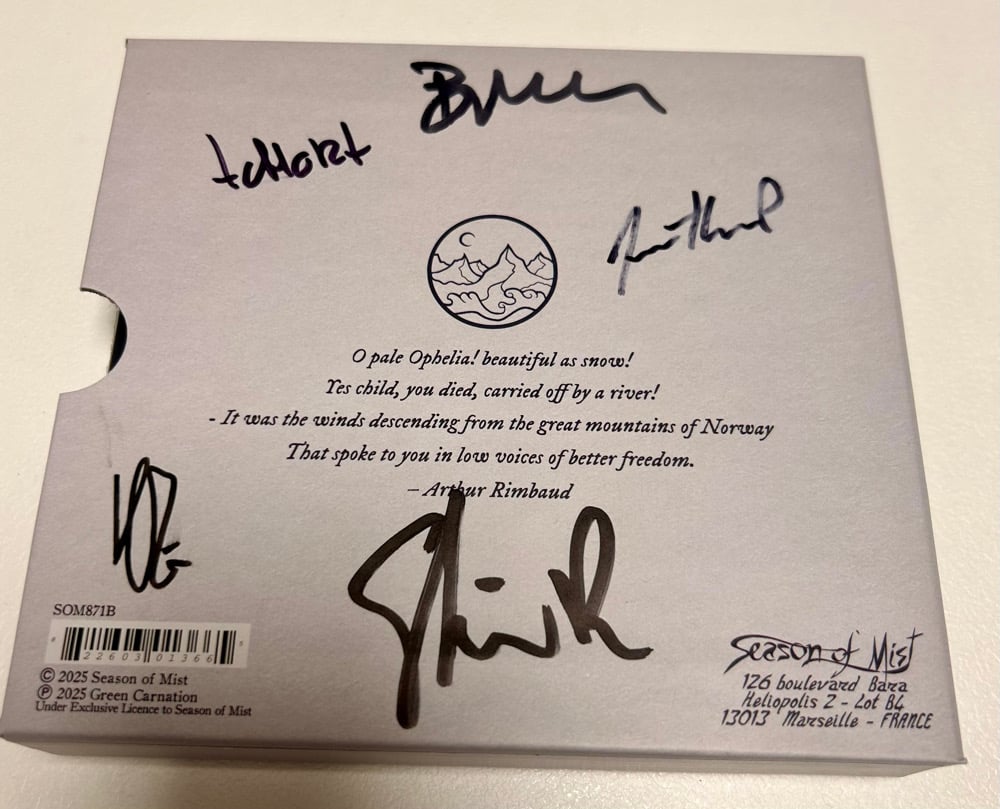 O pale Ophelia! beautiful as snow!
Yes child, you died, carried off by a river!
- It was the winds descending from the great mountains of Norway
That spoke to you in low voices of better freedom.
– Arthur Rimbaud
SOM871B
22603 01366
© 2025 Season of Mist
℗ 2025 Green Carnation
Under Exclusive Licence to Season of Mist
Season of Mist
126 boulevard Bara
Heliopolis 2 - Lot B4
13013 Marseille - FRANCE